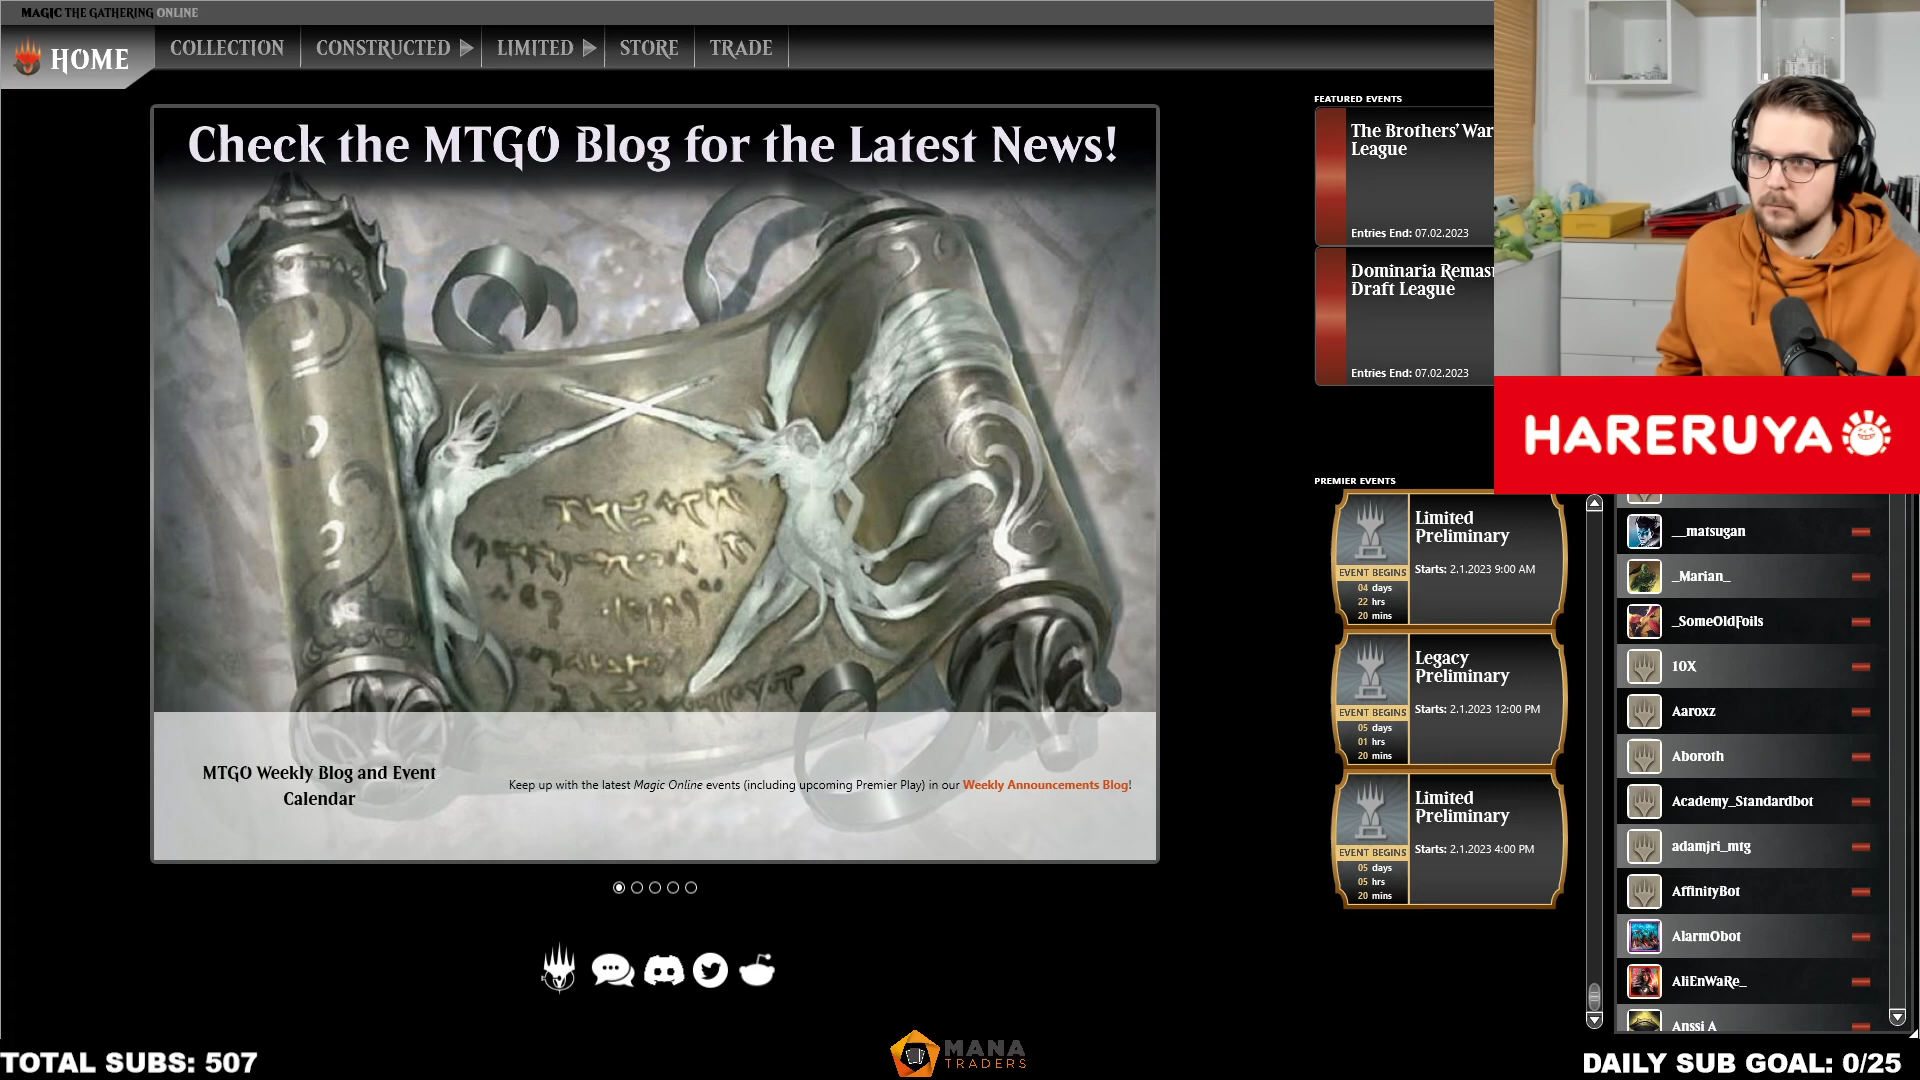 MAGIC THE GATHERING ONLINE
HOME
COLLECTION
CONSTRUCTED
LIMITED
STORE
TRADE
Check the MTGO Blog for the Latest News!
MTGO Weekly Blog and Event
Calendar
Keep up with the latest Magic Online events (including upcoming Premier Play) in our Weekly Announcements Blog!
FEATURED EVENTS
The Brothers' War
League
Entries End: 07.02.2023
Dominaria Remas
Draft League
Entries End: 07.02.2023
HARERUYA
PREMIER EVENTS
Limited
Preliminary
Starts: 2.1.2023 9:00 AM
EVENT BEGINS
04 days
22 hrs
20 mins
Legacy
Preliminary
Starts: 2.1.2023 12:00 PM
EVENT BEGINS
05 days
01 hrs
20 mins
Limited
Preliminary
Starts: 2.1.2023 4:00 PM
EVENT BEGINS
05 days
05 hrs
20 mins
__matsugan
_Marian_
_SomeOldFoils
10X
Aaroxz
Aboroth
Academy_Standardbot
adamjri_mtg
AffinityBot
AlarmObot
AliEnWaRe_
Anssi A
TOTAL SUBS: 507
MANA
TRADERS
DAILY SUB GOAL: 0/25